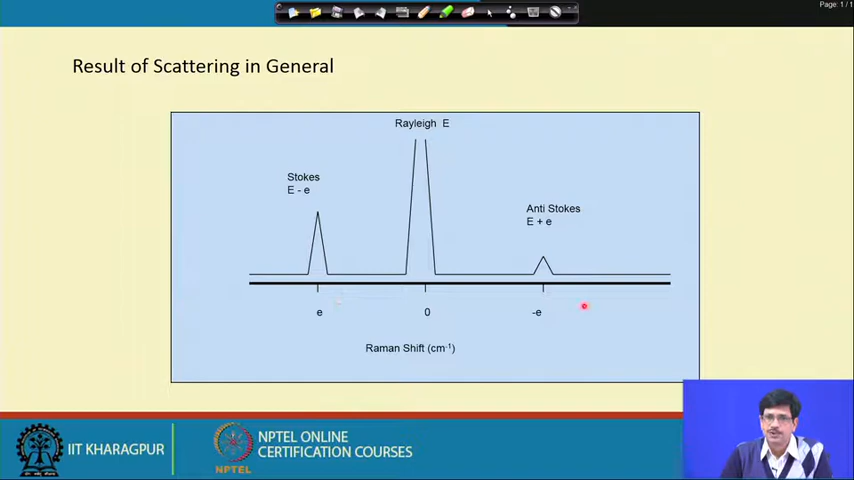 Page: 1 / 1
Result of Scattering in General
Rayleigh E
Stokes
E - e
Anti Stokes
E + e
e
0
-e
Raman Shift (cm-1)
IIT KHARAGPUR
NPTEL
NPTEL ONLINE
CERTIFICATION COURSES